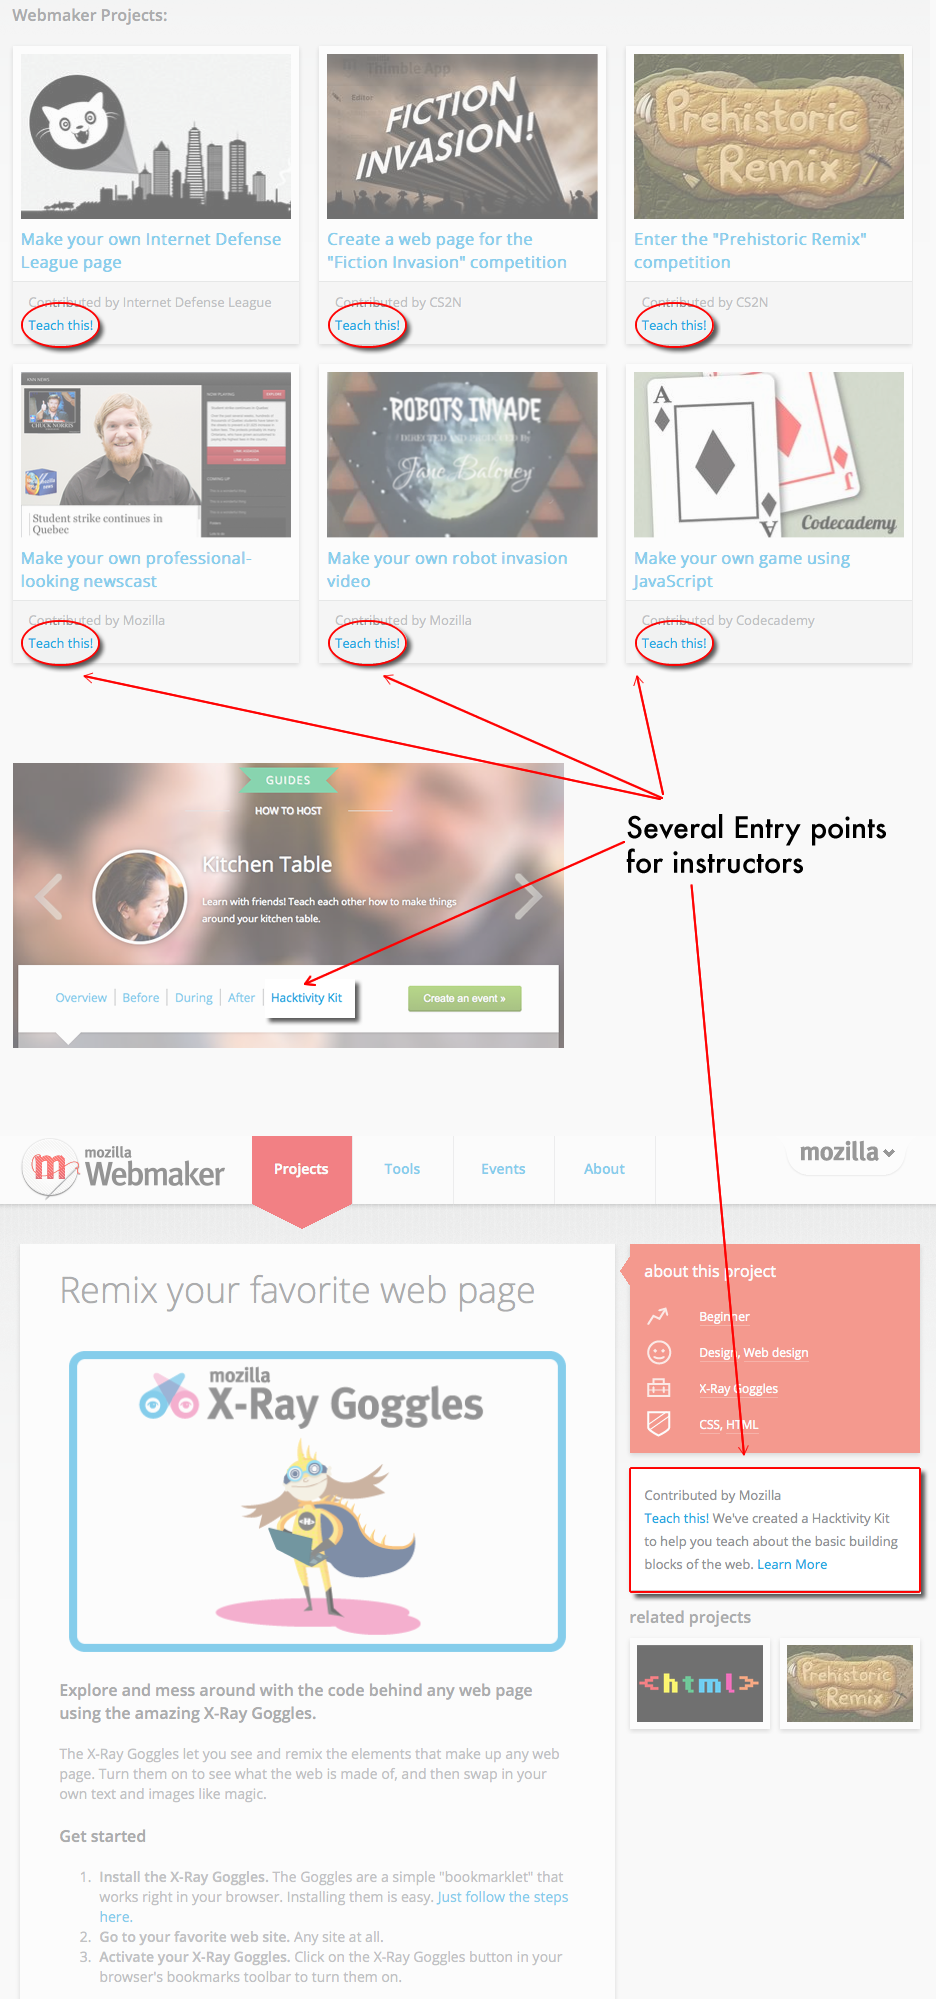 Webmaker Projects:
Thimble App
Editor
FICTION
INVASION!
Prehistoric
Remix
Make your own Internet Defense
League page
Create a web page for the
"Fiction Invasion" competition
Enter the "Prehistoric Remix"
competition
Contributed by Internet Defense League
Teach this!
Contributed by CS2N
Teach this!
Contributed by CS2N
Teach this!
CHUCK NORRIS
Student strike continues in
Quebec
NOW PLAYING
COMING UP
ROBOTS INVADE
DIRECTED AND PRODUCED BY
Jane Baloney
A
A
J
Codecademy
Make your own professional-
looking newscast
Make your own robot invasion
video
Make your own game using
JavaScript
Contributed by Mozilla
Teach this!
Contributed by Mozilla
Teach this!
Contributed by Codecademy
Teach this!
GUIDES
HOW TO HOST
Kitchen Table
Learn with friends! Teach each other how to make things
around your kitchen table.
Overview Before During After Hacktivity Kit
Create an event »
Several Entry points
for instructors
mozilla
Webmaker
Projects Tools Events About
mozilla
Remix your favorite web page
mozilla
X-Ray Goggles
Explore and mess around with the code behind any web page
using the amazing X-Ray Goggles.
The X-Ray Goggles let you see and remix the elements that make up any web
page. Turn them on to see what the web is made of, and then swap in your
own text and images like magic.
Get started
1. Install the X-Ray Goggles. The Goggles are a simple "bookmarklet" that
works right in your browser. Installing them is easy. Just follow the steps
here.
2. Go to your favorite web site. Any site at all.
3. Activate your X-Ray Goggles. Click on the X-Ray Goggles button in your
browser's bookmarks toolbar to turn them on.
about this project
Beginner
Design, Web design
X-Ray Goggles
CSS, HTML
Contributed by Mozilla
Teach this! We've created a Hacktivity Kit
to help you teach about the basic building
blocks of the web. Learn More
related projects
<html>
Prehistoric
Remix